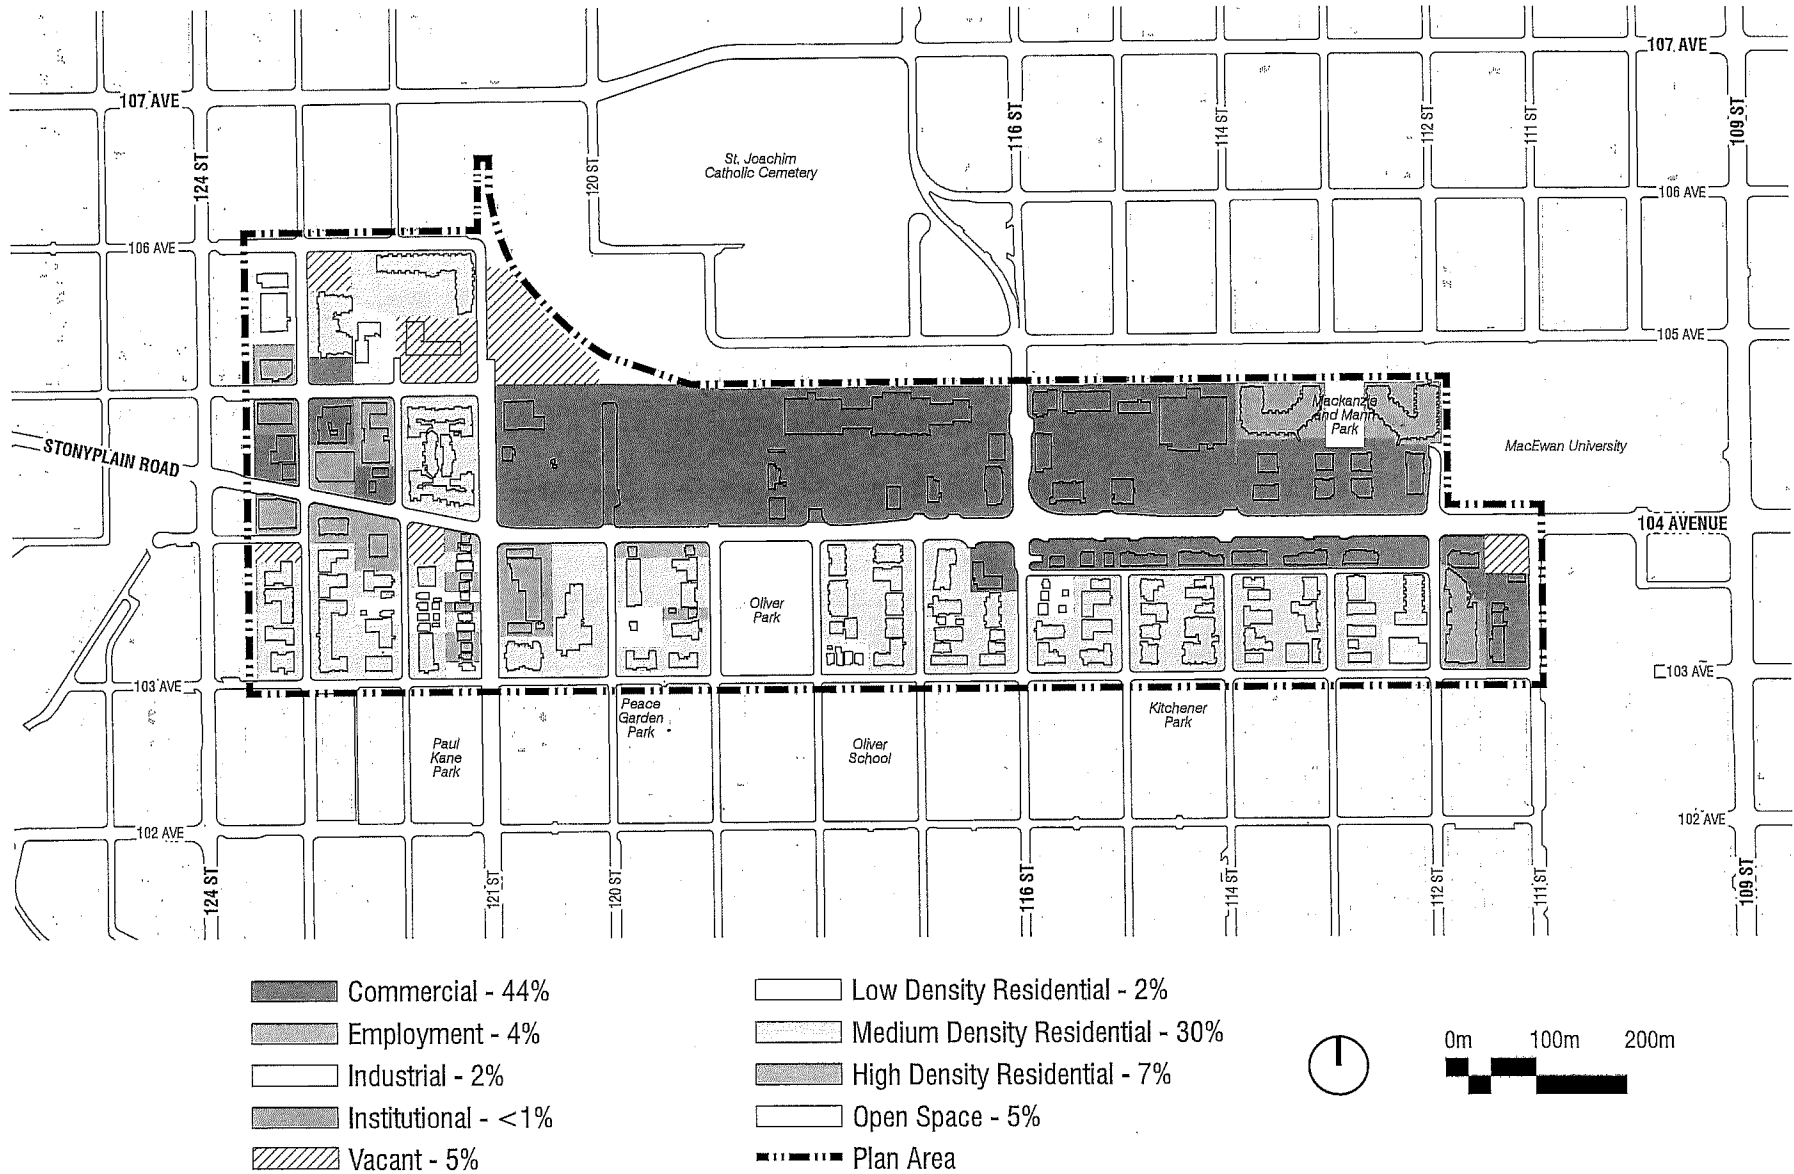 107 AVE
107 AVE
116 ST
114 ST
112 ST
111 ST
109 ST
124 ST
120 ST
St. Joachim
Catholic Cemetery
106 AVE
106 AVE
105 AVE
Mackanzie
and Mann
Park
MacEwan University
STONYPLAIN ROAD
104 AVENUE
Oliver
Park
103 AVE
103 AVE
Peace
Garden
Park
Kitchener
Park
Paul
Kane
Park
Oliver
School
102 AVE
102 AVE
124 ST
121 ST
120 ST
116 ST
114 ST
112 ST
111 ST
109 ST
Commercial - 44%
Employment - 4%
Industrial - 2%
Institutional - <1%
Vacant - 5%
Low Density Residential - 2%
Medium Density Residential - 30%
High Density Residential - 7%
Open Space - 5%
Plan Area
0m 100m 200m